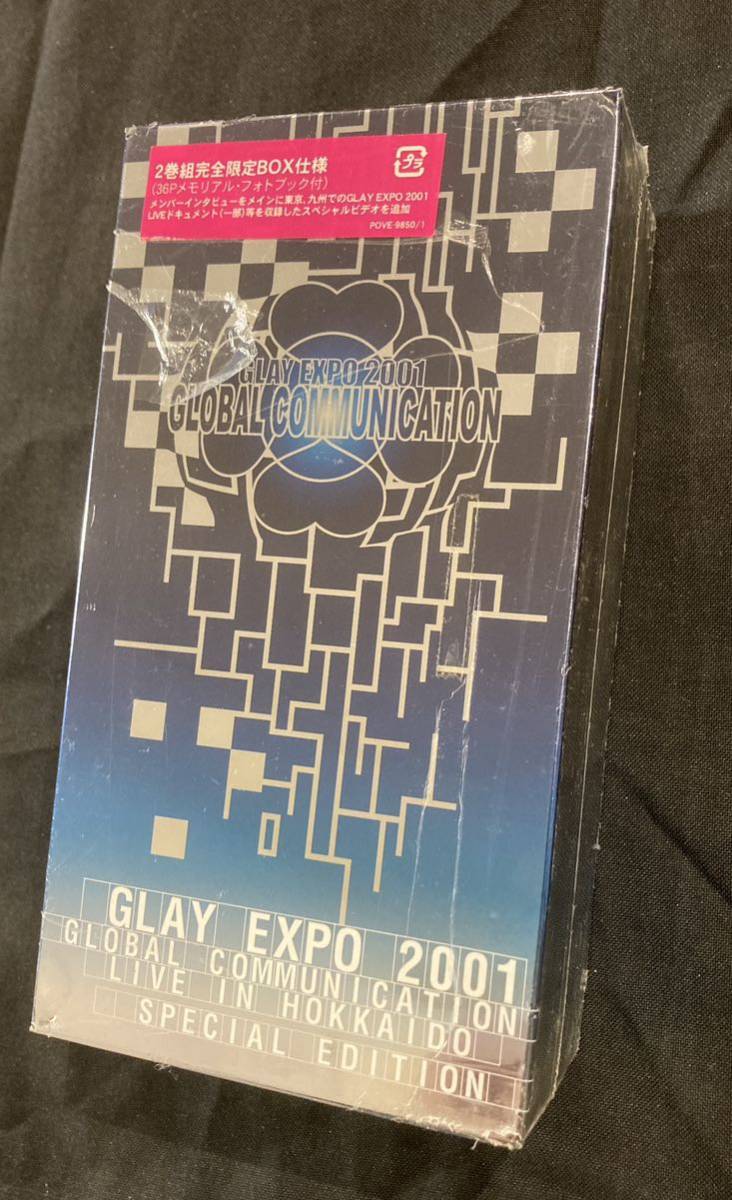 2巻組完全限定BOX仕様
(36Pメモリアル・フォトブック付)
メンバーインタビューをメインに東京、九州でのGLAY EXPO 2001
LIVEドキュメント(一部)等を収録したスペシャルビデオを追加
POVE-9850/1
プラ
GLAY EXPO 2001
GLOBAL COMMUNICATION
GLAY EXPO 2001
GLOBAL COMMUNICATION
LIVE IN HOKKAIDO
SPECIAL EDITION